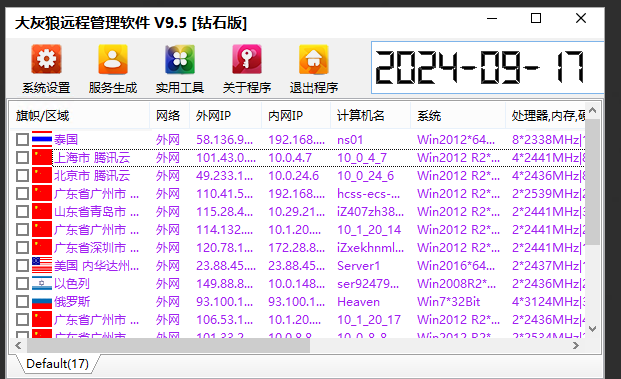 大灰狼远程管理软件 V9.5 [钻石版]
系统设置 服务生成 实用工具 关于程序 退出程序
2024-09-17
旗帜/区域 网络 外网IP 内网IP 计算机名 系统 处理器,内存,硬
泰国 外网 58.136.9... 192.168.... ns01 Win2012*64... 8*2338MHz|
上海市 腾讯云 外网 101.43.0... 10.0.4.7 10_0_4_7 Win2012 R2*... 4*2441MHz|
北京市 腾讯云 外网 49.233.1... 10.0.24.6 10_0_24_6 Win2012 R2*... 4*2436MHz|
广东省广州市 ... 外网 110.41.5... 192.168.... hcss-ecs-... Win2012 R2*... 2*2539MHz|
山东省青岛市 ... 外网 115.28.4... 10.29.21... iZ407zh38... Win2012 R2*... 2*2441MHz|
广东省广州市 ... 外网 114.132.... 10.1.20.... 10_1_20_14 Win2012 R2*... 2*2441MHz|
广东省深圳市 ... 外网 120.78.1... 172.28.8... iZxekhnml... Win2012 R2*... 2*2441MHz|
美国 内华达州... 外网 23.88.45.... 23.88.45.... Server1 Win2016*64... 2*2437MHz|
以色列 外网 149.88.8... 10.0.148... ser92479... Win2008R2*... 2*2436MHz|
俄罗斯 外网 93.100.1... 93.100.1... Heaven Win7*32Bit 4*3124MHz|
广东省广州市 ... 外网 106.53.1... 10.1.20.... 10_1_20_17 Win2012 R2*... 2*2436MHz|
广东省广州市 ... 外网 101.33.2... 10.0.8.8 10_0_8_8 Win2012 R2*... 2*2534MHz|
Default(17)